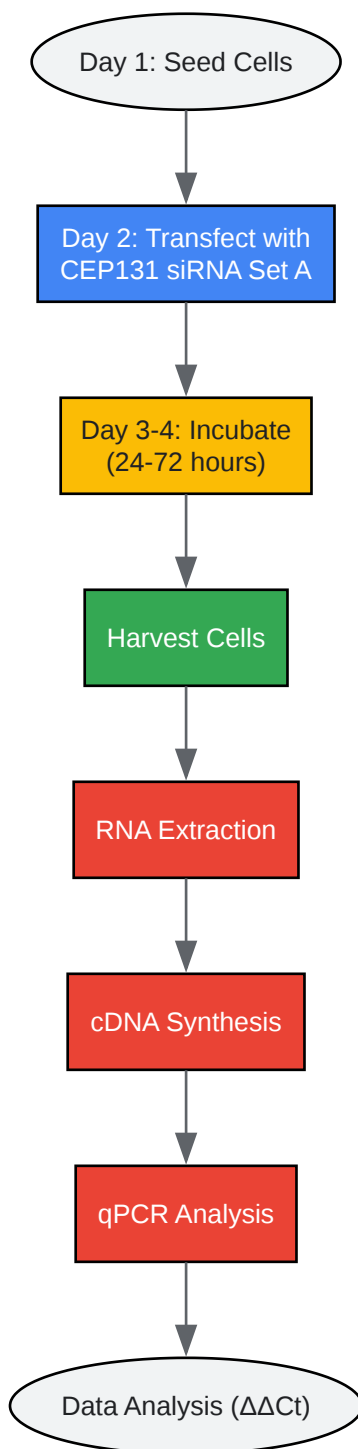 Day 1: Seed Cells
Day 2: Transfect with
CEP131 siRNA Set A
Day 3-4: Incubate
(24-72 hours)
Harvest Cells
RNA Extraction
cDNA Synthesis
qPCR Analysis
Data Analysis (ΔΔCt)